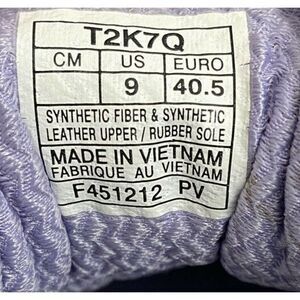 T2K7Q
CM US EURO
9 40.5
SYNTHETIC FIBER & SYNTHETIC
LEATHER UPPER / RUBBER SOLE
MADE IN VIETNAM
FABRIQUE AU VIETNAM
F451212 PV